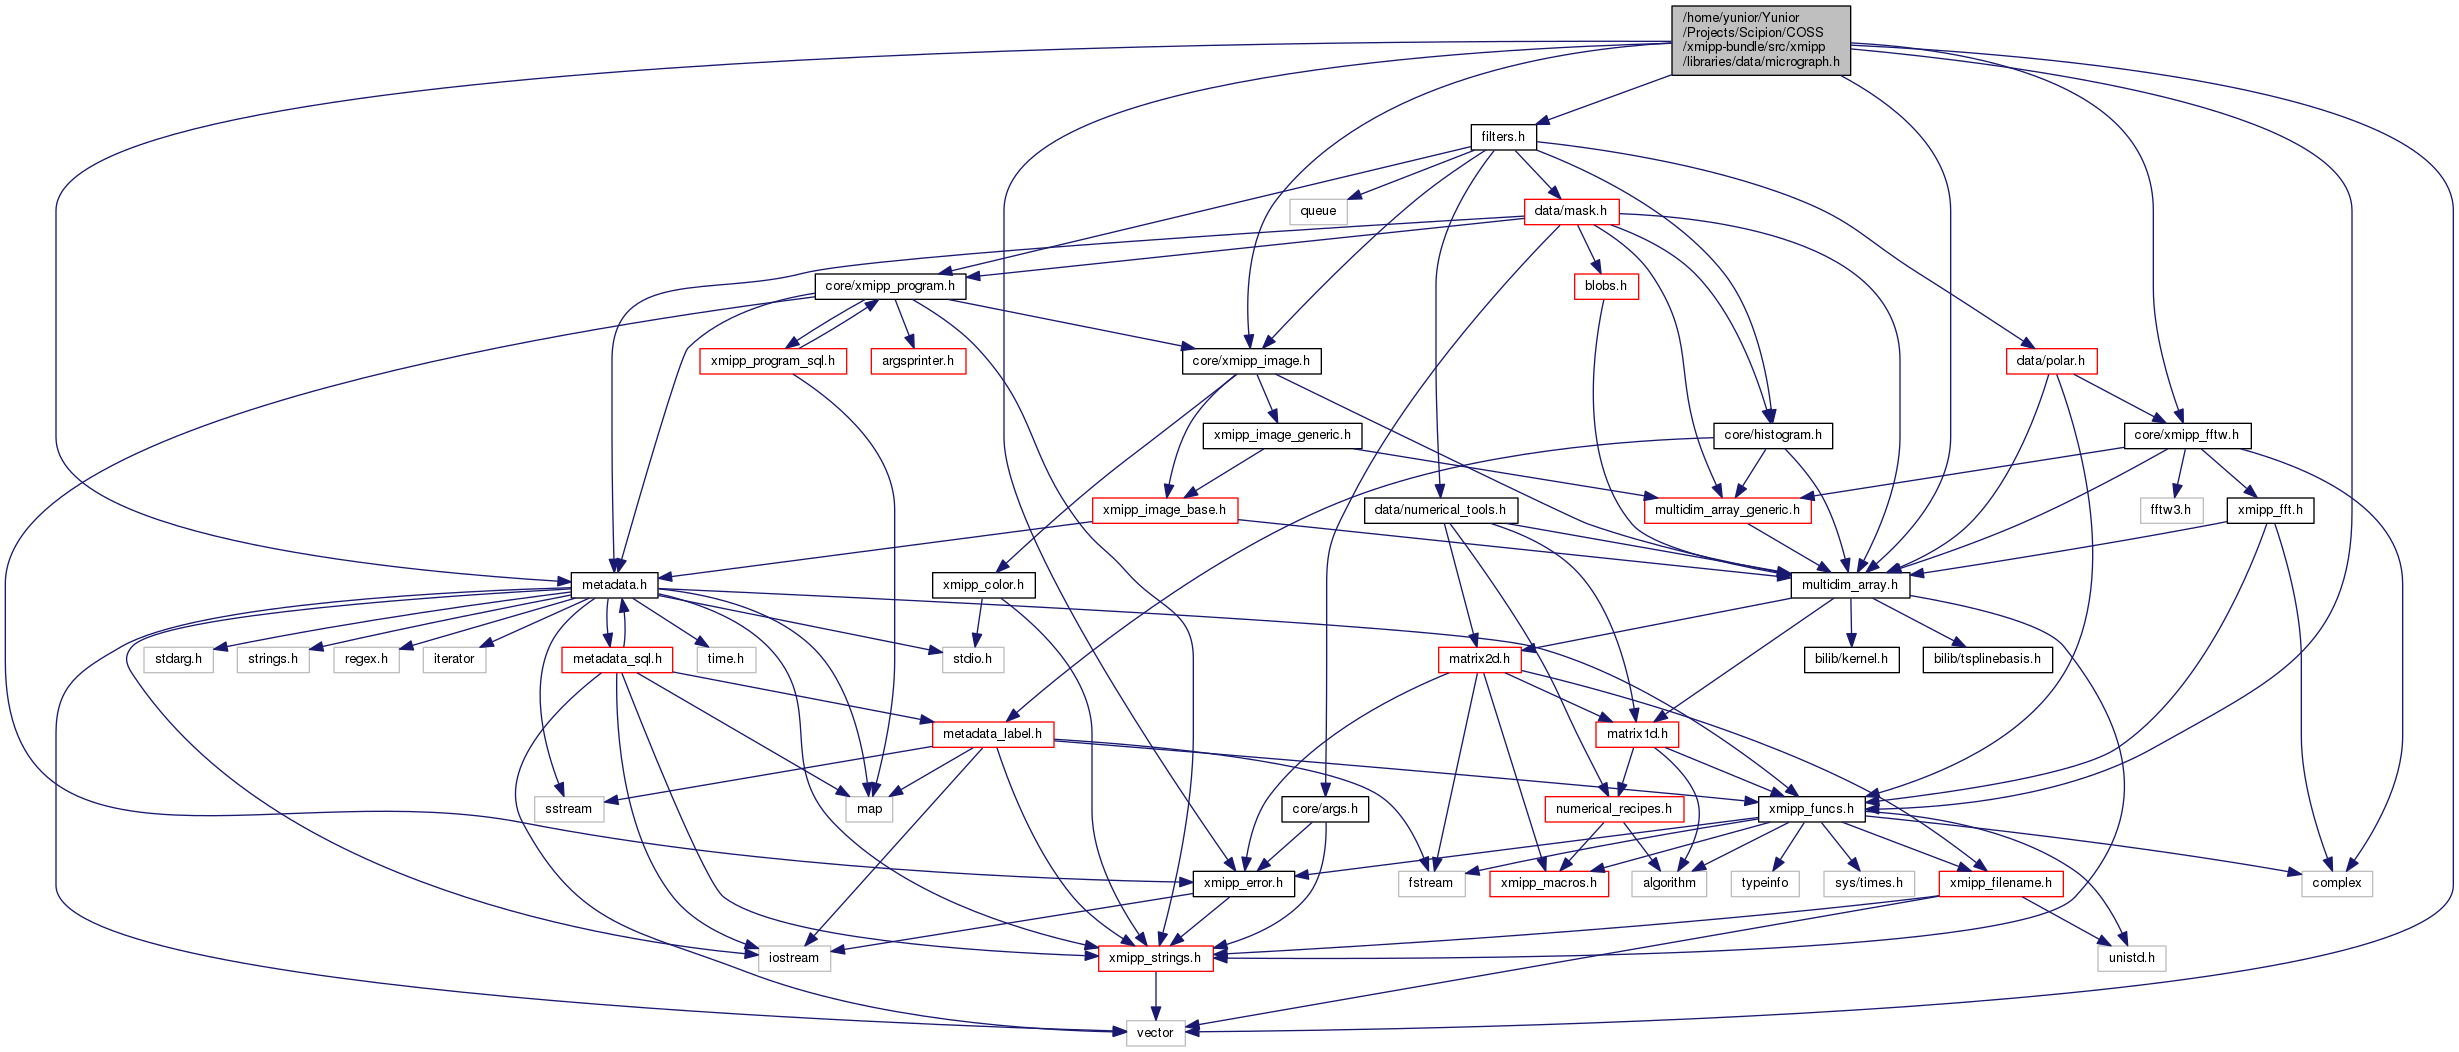 /home/yunior/Yunior
/Projects/Scipion/COSS
/xmipp-bundle/src/xmipp
/libraries/data/micrograph.h
filters.h
queue
data/mask.h
core/xmipp_program.h
blobs.h
xmipp_program_sql.h
argsprinter.h
core/xmipp_image.h
data/polar.h
xmipp_image_generic.h
core/histogram.h
core/xmipp_fftw.h
xmipp_image_base.h
data/numerical_tools.h
multidim_array_generic.h
fftw3.h
xmipp_fft.h
metadata.h
xmipp_color.h
multidim_array.h
stdarg.h
strings.h
regex.h
iterator
metadata_sql.h
time.h
stdio.h
matrix2d.h
bilib/kernel.h
bilib/tsplinebasis.h
metadata_label.h
matrix1d.h
sstream
map
core/args.h
numerical_recipes.h
xmipp_funcs.h
xmipp_error.h
fstream
xmipp_macros.h
algorithm
typeinfo
sys/times.h
xmipp_filename.h
complex
iostream
xmipp_strings.h
unistd.h
vector